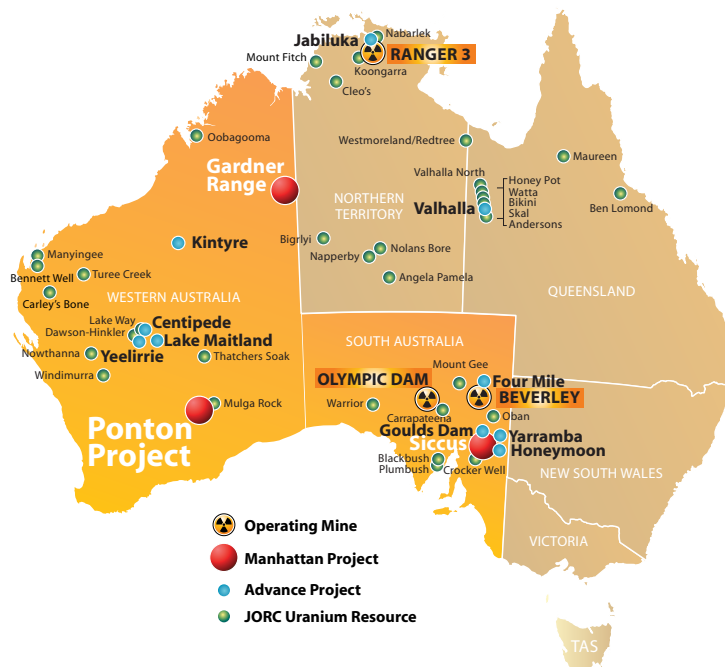 Nabarlek
Jabiluka
RANGER 3
Mount Fitch
Koongarra
Cleo's
Oobagooma
Westmoreland/Redtree
Maureen
Gardner
Range
Valhalla North
Honey Pot
Watta
Bikini
Skal
Andersons
NORTHERN
TERRITORY
Valhalla
Ben Lomond
Kintyre
Bigrlyi
Nolans Bore
Napperby
Manyingee
Bennett Well
Turee Creek
Angela Pamela
Carley's Bone
WESTERN AUSTRALIA
QUEENSLAND
Lake Way
Centipede
Dawson-Hinkler
Lake Maitland
SOUTH AUSTRALIA
Nowthanna
Yeelirrie
Thatchers Soak
Mount Gee
Windimurra
OLYMPIC DAM
Four Mile
BEVERLEY
Mulga Rock
Warrior
Carrapateena
Oban
Ponton
Project
Goulds Dam
Siccus
Yarramba
Honeymoon
Blackbush
Plumbush
Crocker Well
NEW SOUTH WALES
Operating Mine
VICTORIA
Manhattan Project
Advance Project
JORC Uranium Resource
TAS